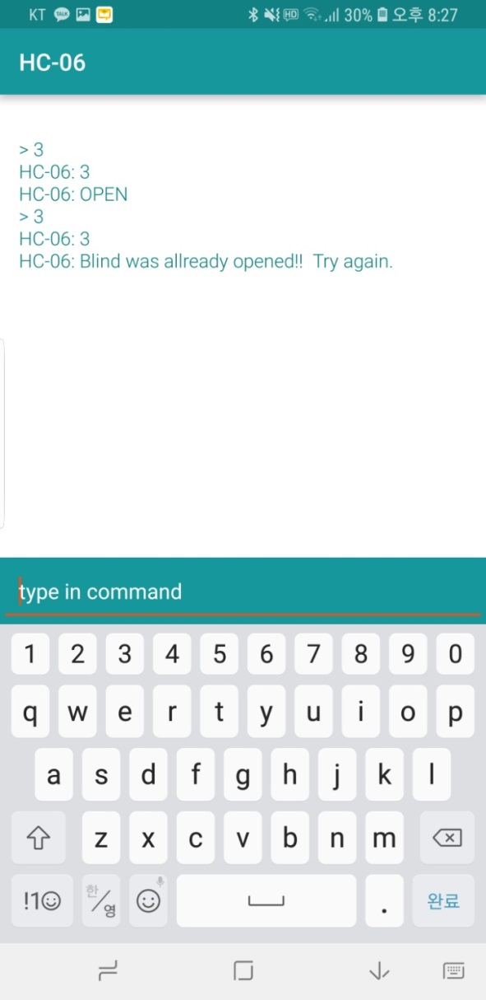 KT TALK HD 30% 오후 8:27
HC-06
> 3
HC-06: 3
HC-06: OPEN
> 3
HC-06: 3
HC-06: Blind was allready opened!!  Try again.
type in command
1 2 3 4 5 6 7 8 9 0
q w e r t y u i o p
a s d f g h j k l
z x c v b n m
!1☺ 한/영 . 완료